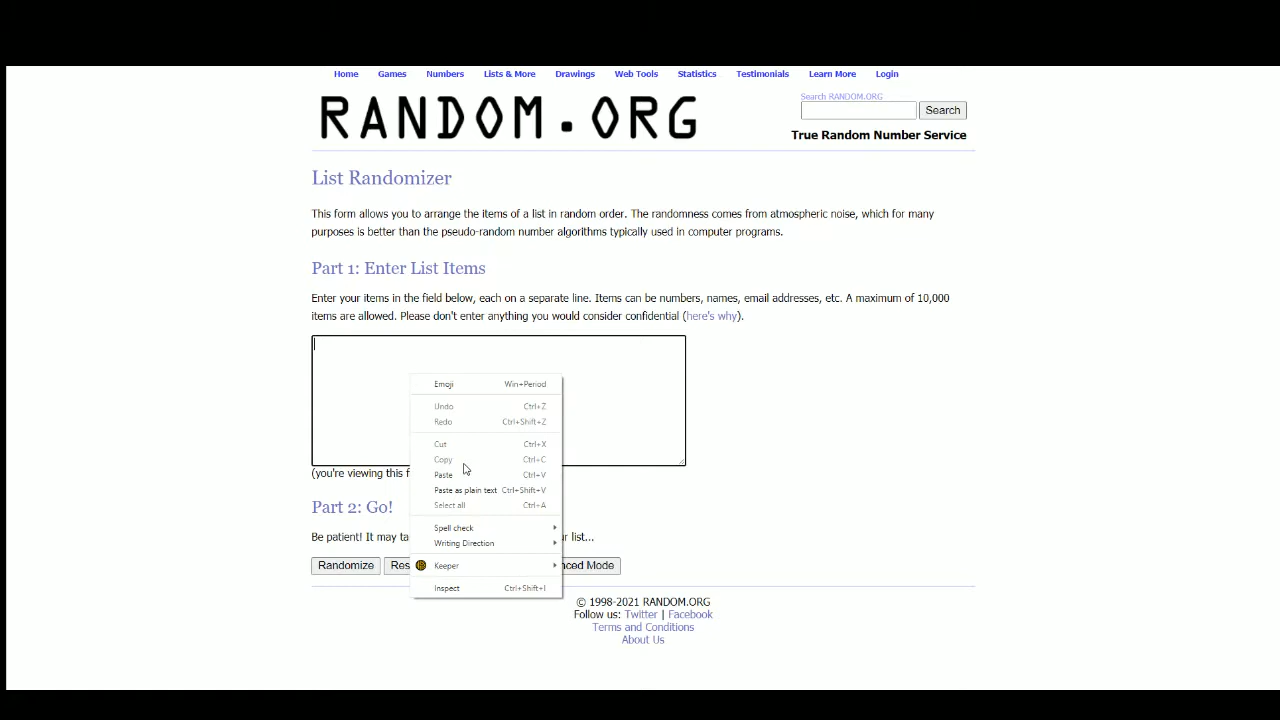 Home Games Numbers Lists & More Drawings Web Tools Statistics Testimonials Learn More Login
RANDOM.ORG
Search RANDOM.ORG
Search
True Random Number Service
List Randomizer
This form allows you to arrange the items of a list in random order. The randomness comes from atmospheric noise, which for many
purposes is better than the pseudo-random number algorithms typically used in computer programs.
Part 1: Enter List Items
Enter your items in the field below, each on a separate line. Items can be numbers, names, email addresses, etc. A maximum of 10,000
items are allowed. Please don't enter anything you would consider confidential (here's why).
Emoji Win+Period
Undo Ctrl+Z
Redo Ctrl+Shift+Z
Cut Ctrl+X
Copy Ctrl+C
Paste Ctrl+V
Paste as plain text Ctrl+Shift+V
Select all Ctrl+A
Spell check
Writing Direction
Keeper
Inspect Ctrl+Shift+I
(you're viewing this f
Part 2: Go!
Be patient! It may ta ur list...
Randomize Res ced Mode
© 1998-2021 RANDOM.ORG
Follow us: Twitter | Facebook
Terms and Conditions
About Us